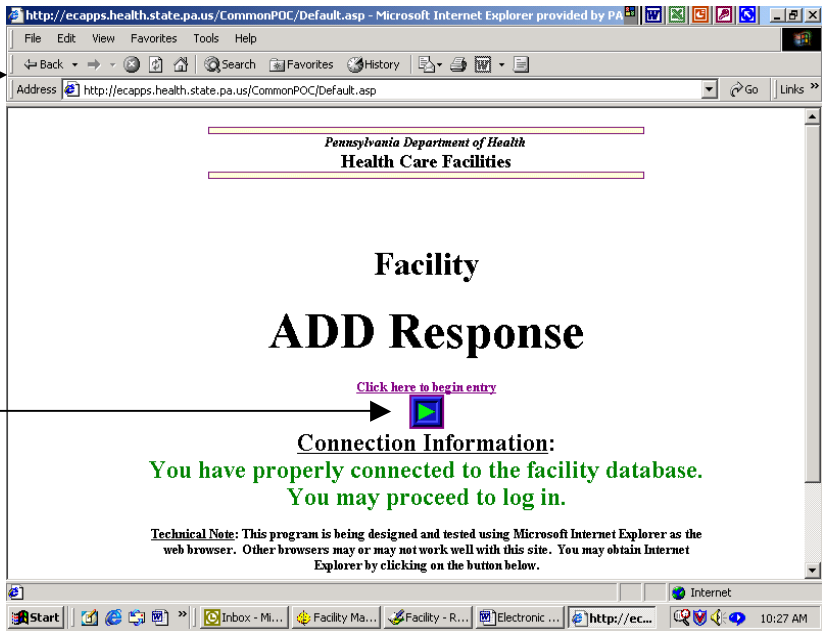 http://ecapps.health.state.pa.us/CommonPOC/Default.asp - Microsoft Internet Explorer provided by PA
File Edit View Favorites Tools Help
Back Search Favorites History
Address http://ecapps.health.state.pa.us/CommonPOC/Default.asp Go Links »
Pennsylvania Department of Health
Health Care Facilities
Facility
ADD Response
Click here to begin entry
Connection Information:
You have properly connected to the facility database.
You may proceed to log in.
Technical Note: This program is being designed and tested using Microsoft Internet Explorer as the
web browser. Other browsers may or may not work well with this site. You may obtain Internet
Explorer by clicking on the button below.
Internet
Start » Inbox - Mi... Facility Ma... Facility - R... Electronic ... http://ec... 10:27 AM